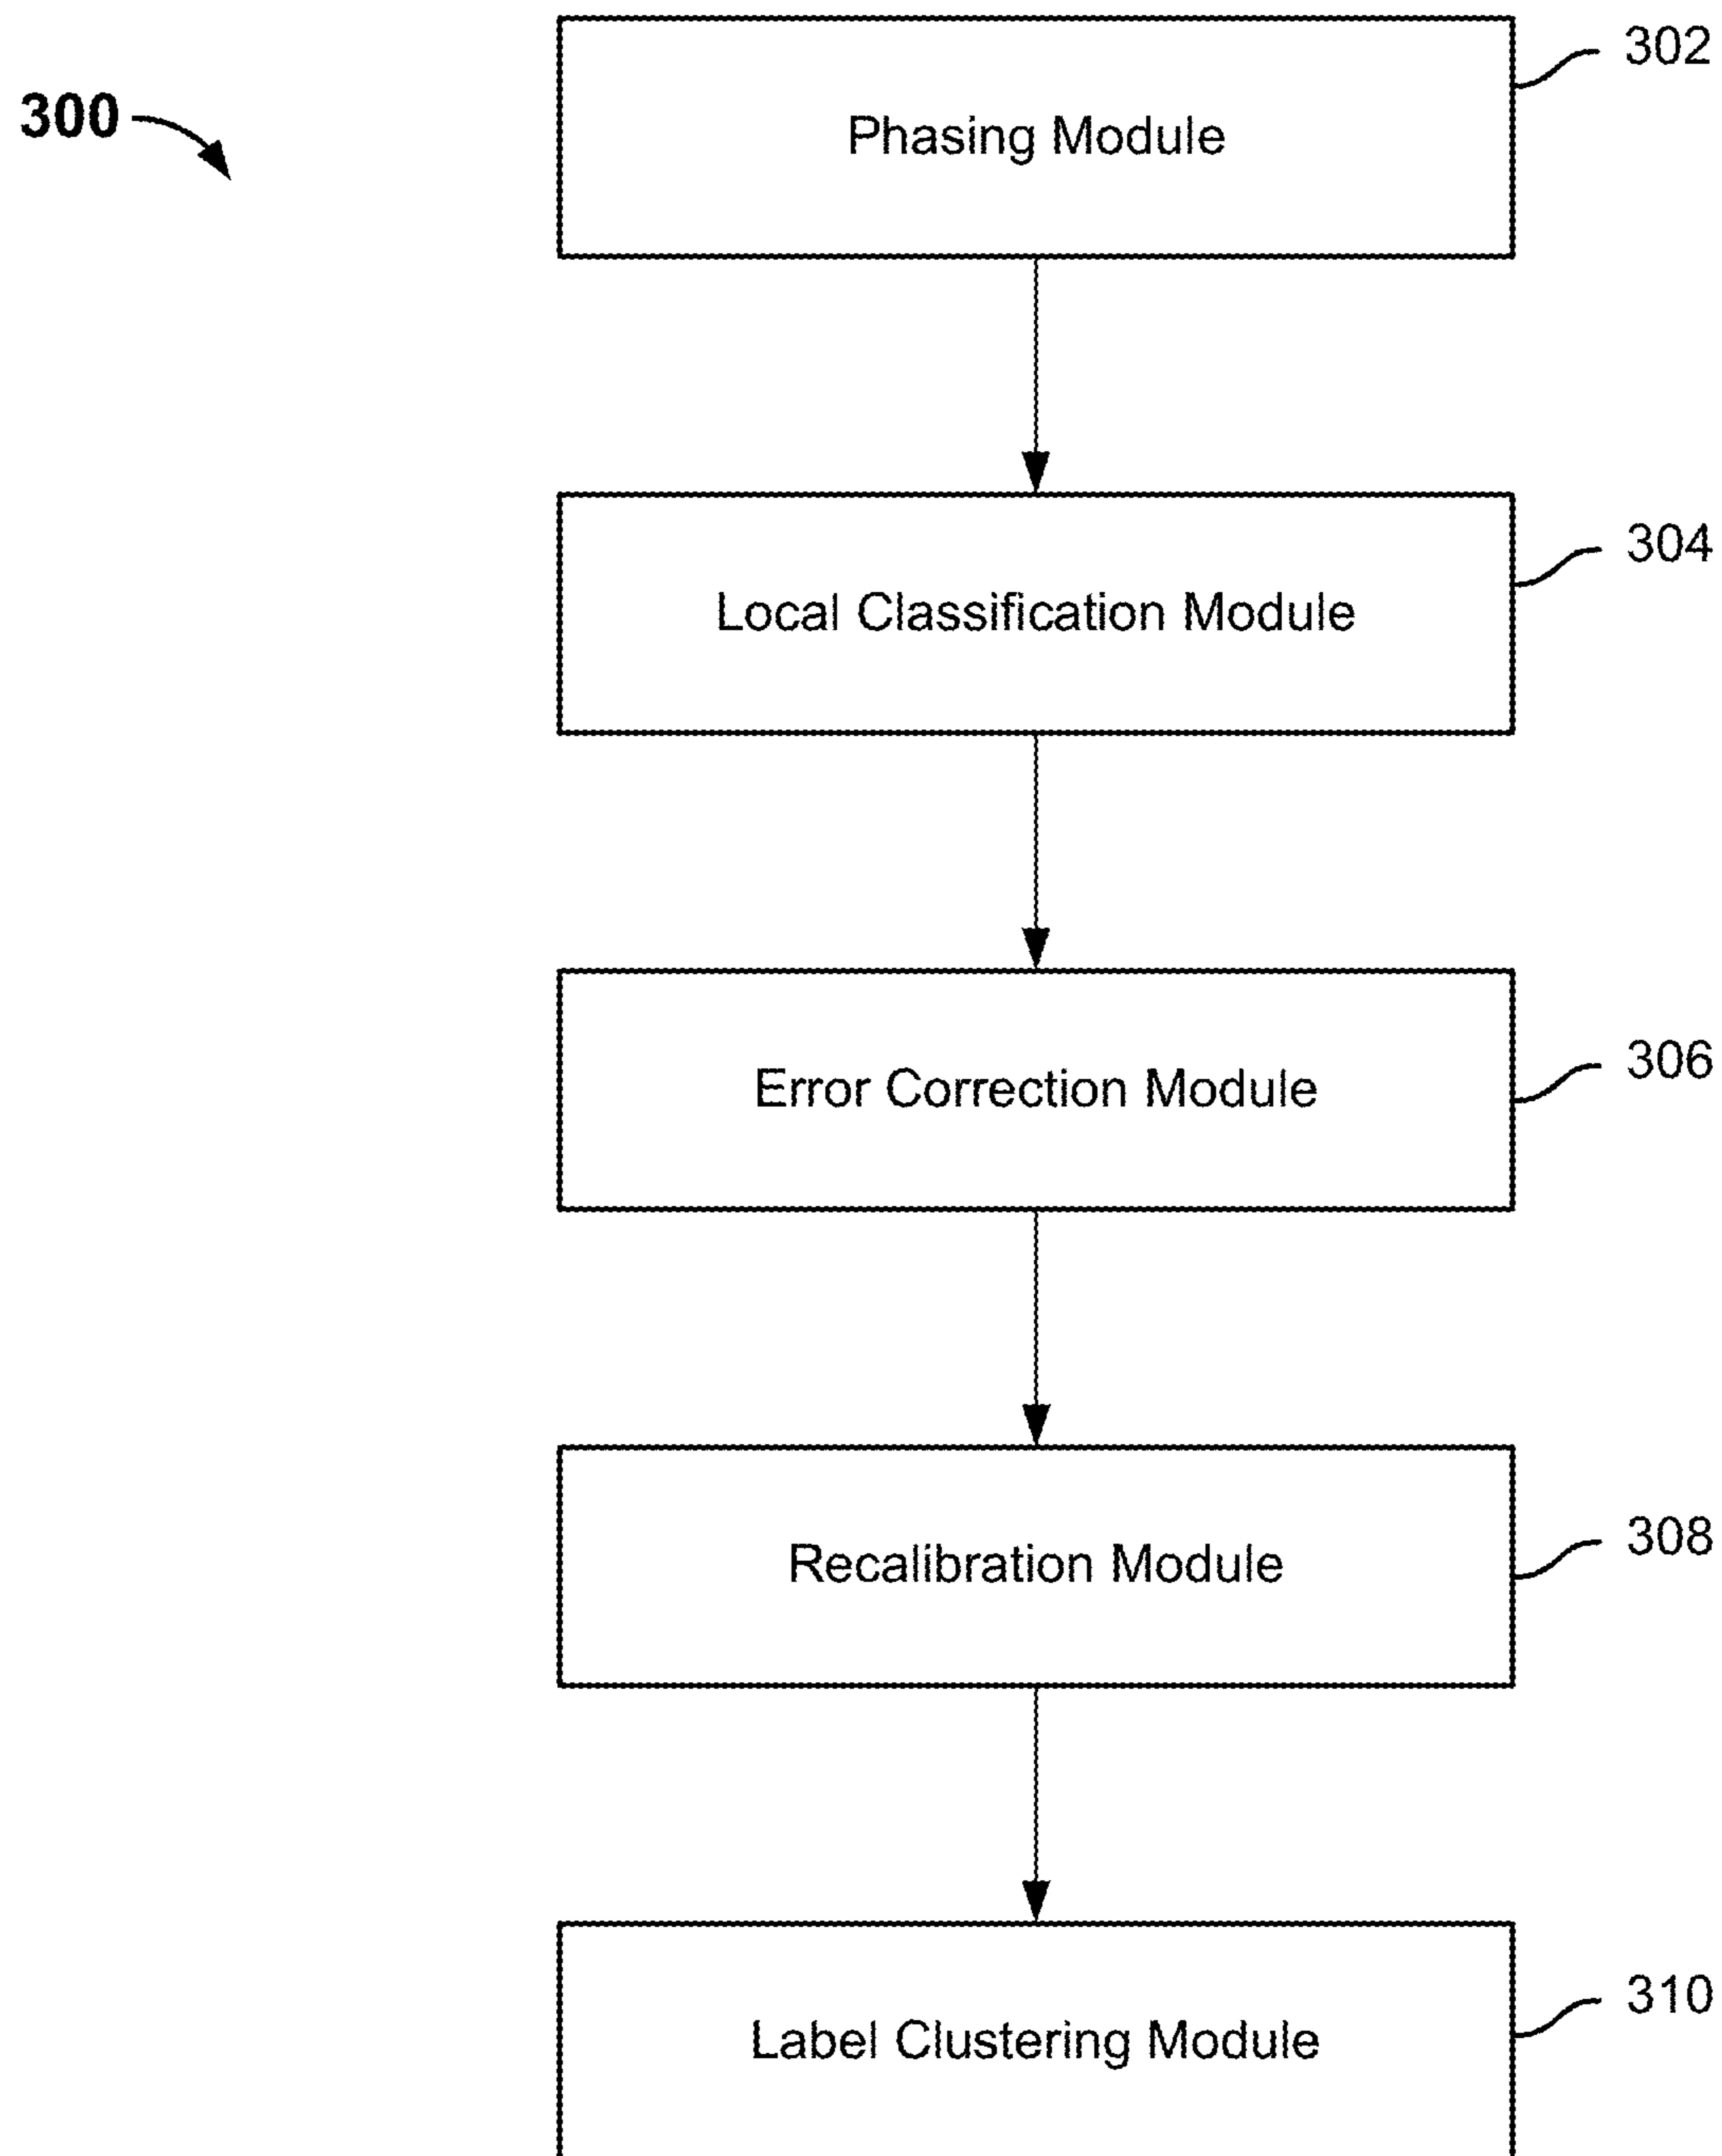 302
300
Phasing Module
304
Local Classification Module
306
Error Correction Module
308
Recalibration Module
310
Label Clustering Module